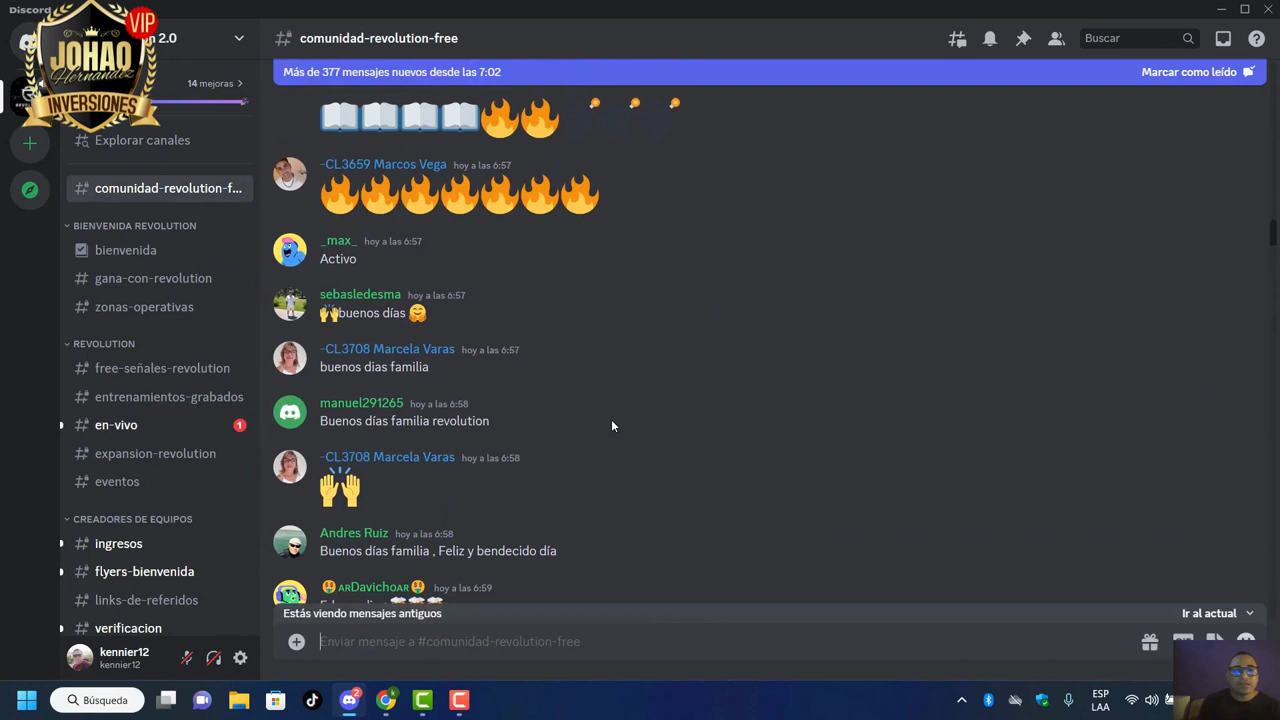 Discord
VIP
JOHAO
Hernandez
INVERSIONES
n 2.0
14 mejoras
Explorar canales
comunidad-revolution-f...
BIENVENIDA REVOLUTION
bienvenida
gana-con-revolution
zonas-operativas
REVOLUTION
free-señales-revolution
entrenamientos-grabados
en-vivo
1
expansion-revolution
eventos
CREADORES DE EQUIPOS
ingresos
flyers-bienvenida
links-de-referidos
verificacion
kennier12
kennier12
comunidad-revolution-free
Buscar
Más de 377 mensajes nuevos desde las 7:02
Marcar como leído
-CL3659 Marcos Vega hoy a las 6:57
_max_ hoy a las 6:57
Activo
sebasledesma hoy a las 6:57
🙌buenos días 🤗
-CL3708 Marcela Varas hoy a las 6:57
buenos dias familia
manuel291265 hoy a las 6:58
Buenos días familia revolution
-CL3708 Marcela Varas hoy a las 6:58
Andres Ruiz hoy a las 6:58
Buenos días familia , Feliz y bendecido día
🤑ᴀʀDavichoᴀʀ🤑 hoy a las 6:59
Estás viendo mensajes antiguos
Ir al actual
Enviar mensaje a #comunidad-revolution-free
Búsqueda
2
ESP
LAA